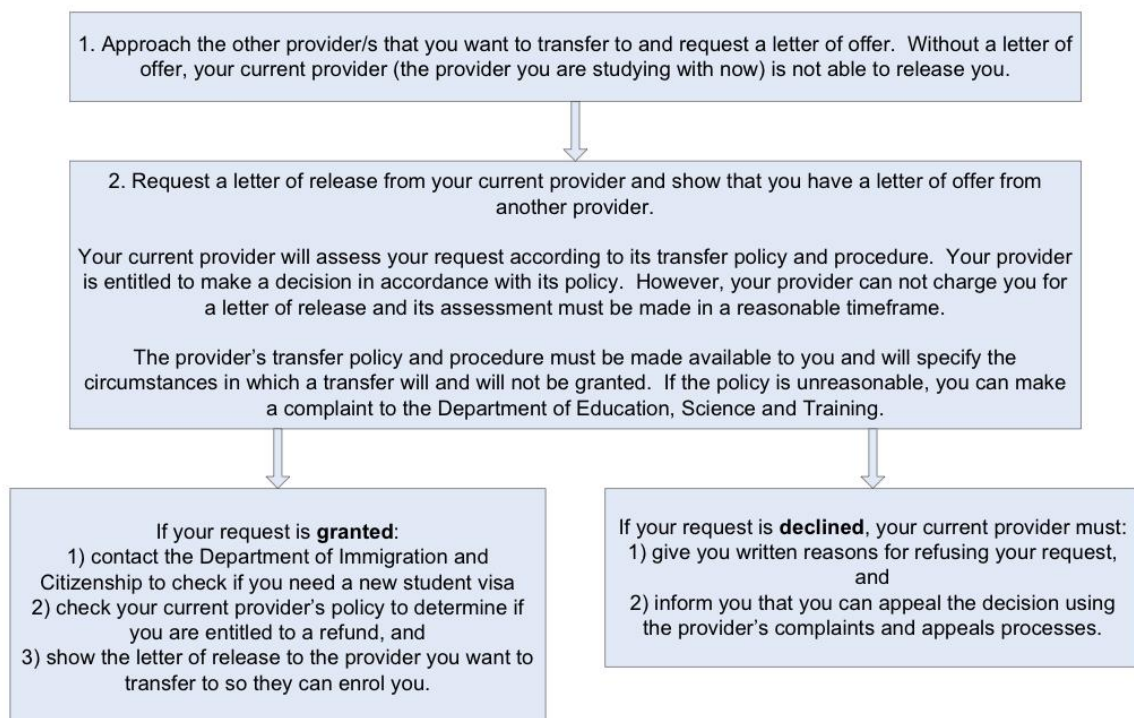 1. Approach the other provider/s that you want to transfer to and request a letter of offer.  Without a letter of
offer, your current provider (the provider you are studying with now) is not able to release you.
2. Request a letter of release from your current provider and show that you have a letter of offer from
another provider.
Your current provider will assess your request according to its transfer policy and procedure.  Your provider
is entitled to make a decision in accordance with its policy.  However, your provider can not charge you for
a letter of release and its assessment must be made in a reasonable timeframe.
The provider's transfer policy and procedure must be made available to you and will specify the
circumstances in which a transfer will and will not be granted.  If the policy is unreasonable, you can make
a complaint to the Department of Education, Science and Training.
If your request is granted:
1) contact the Department of Immigration and
Citizenship to check if you need a new student visa
2) check your current provider's policy to determine if
you are entitled to a refund, and
3) show the letter of release to the provider you want to
transfer to so they can enrol you.
If your request is declined, your current provider must:
1) give you written reasons for refusing your request,
and
2) inform you that you can appeal the decision using
the provider's complaints and appeals processes.